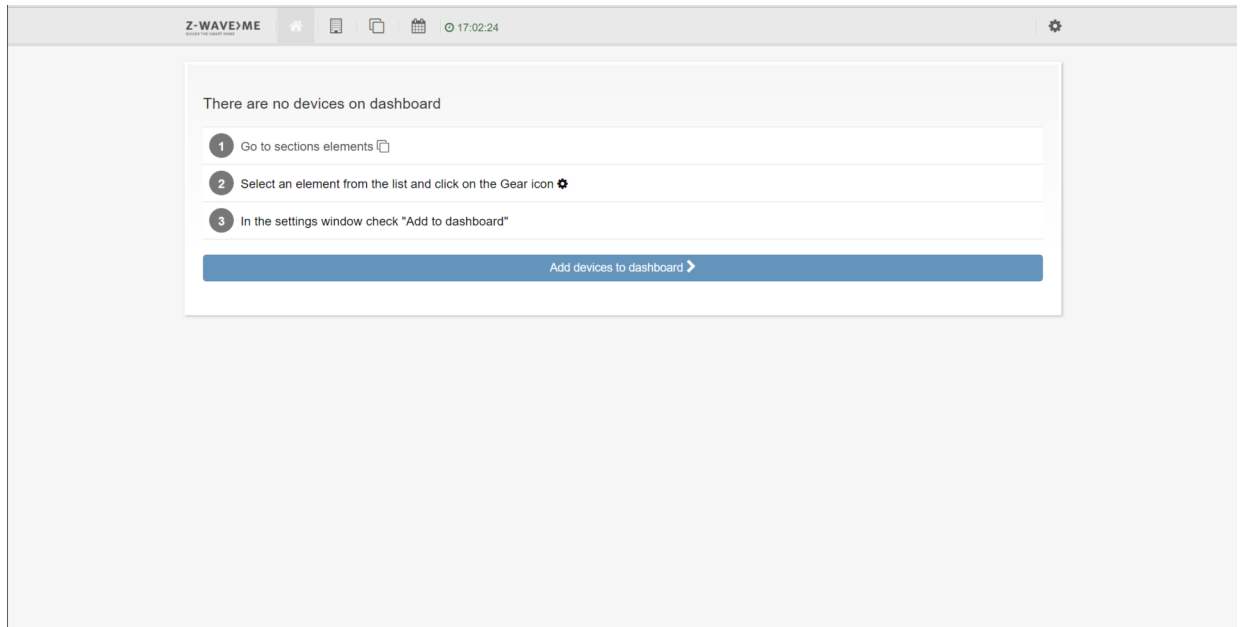 Z-WAVE>ME
17:02:24
There are no devices on dashboard
1 Go to sections elements
2 Select an element from the list and click on the Gear icon
3 In the settings window check "Add to dashboard"
Add devices to dashboard